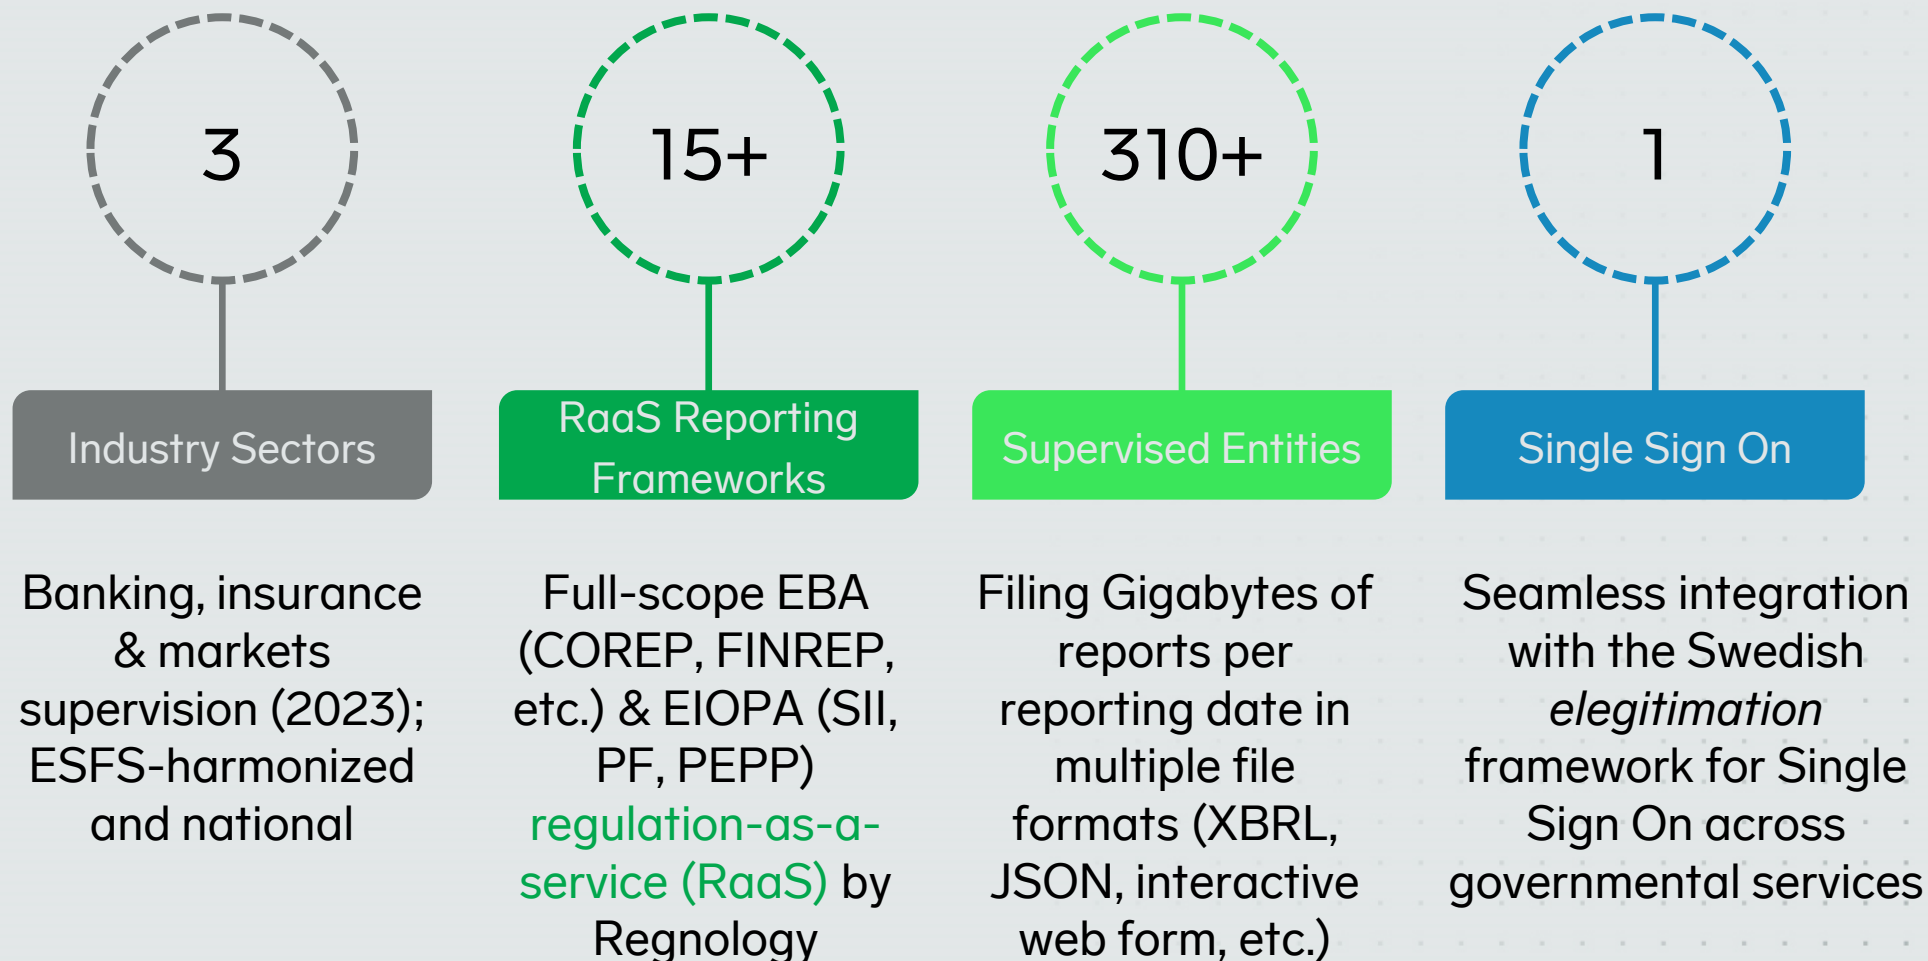 3
Industry Sectors
Banking, insurance
& markets
supervision (2023);
ESFS-harmonized
and national
15+
RaaS Reporting
Frameworks
Full-scope EBA
(COREP, FINREP,
etc.) & EIOPA (SII,
PF, PEPP)
regulation-as-a-
service (RaaS) by
Regnology
310+
Supervised Entities
Filing Gigabytes of
reports per
reporting date in
multiple file
formats (XBRL,
JSON, interactive
web form, etc.)
1
Single Sign On
Seamless integration
with the Swedish
elegitimation
framework for Single
Sign On across
governmental services